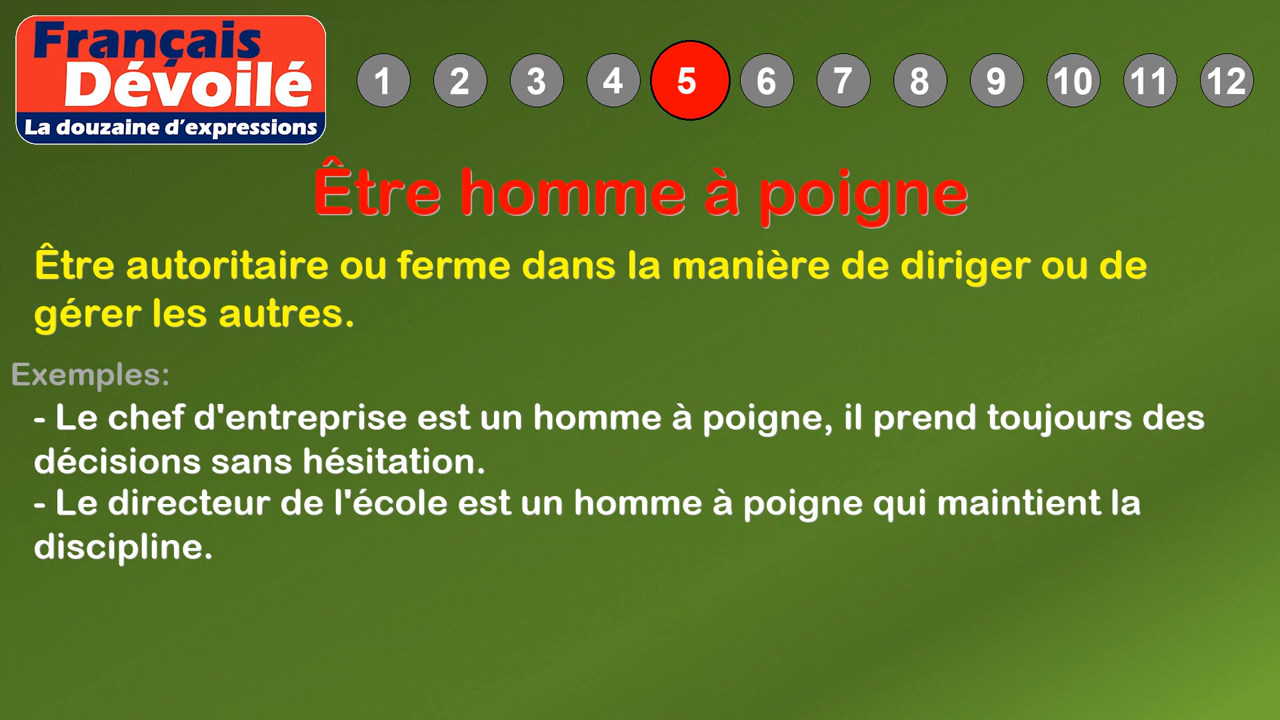 Français
Dévoilé
La douzaine d'expressions
1 2 3 4 5 6 7 8 9 10 11 12
Être homme à poigne
Être autoritaire ou ferme dans la manière de diriger ou de
gérer les autres.
Exemples:
- Le chef d'entreprise est un homme à poigne, il prend toujours des
décisions sans hésitation.
- Le directeur de l'école est un homme à poigne qui maintient la
discipline.